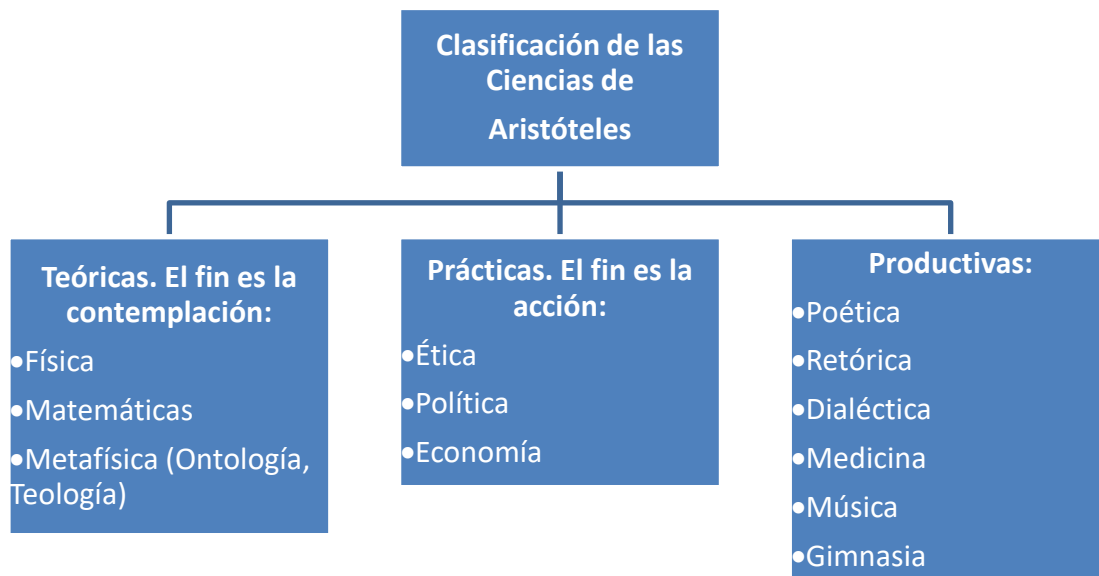 Clasificación de las
Ciencias de
Aristóteles
Teóricas. El fin es la
contemplación:
•Física
•Matemáticas
•Metafísica (Ontología,
Teología)
Prácticas. El fin es la
acción:
•Ética
•Política
•Economía
Productivas:
•Poética
•Retórica
•Dialéctica
•Medicina
•Música
•Gimnasia